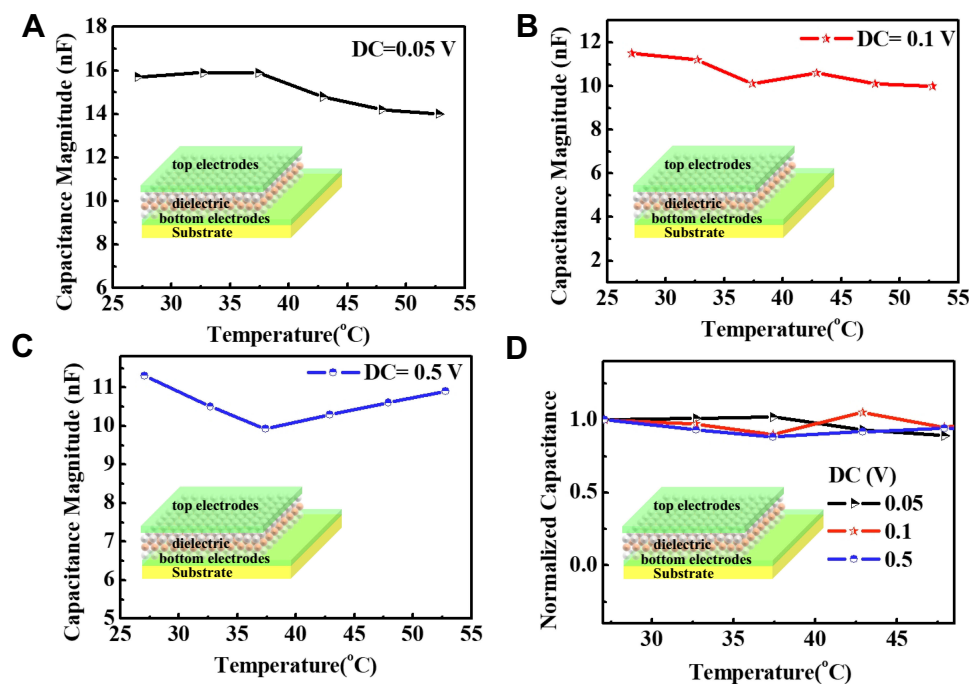 A
DC=0.05 V
Capacitance Magnitude (nF)
18
16
14
12
10
8
6
top electrodes
dielectric
bottom electrodes
Substrate
25 30 35 40 45 50 55
Temperature(°C)
B
DC= 0.1 V
Capacitance Magnitude (nF)
12
10
8
6
4
2
top electrodes
dielectric
bottom electrodes
Substrate
25 30 35 40 45 50 55
Temperature(°C)
C
DC= 0.5 V
Capacitance Magnitude (nF)
11
10
9
8
7
6
5
top electrodes
dielectric
bottom electrodes
Substrate
25 30 35 40 45 50 55
Temperature(°C)
D
Normalized Capacitance
1.0
0.5
0.0
DC (V)
0.05
0.1
0.5
top electrodes
dielectric
bottom electrodes
Substrate
30 35 40 45
Temperature(°C)